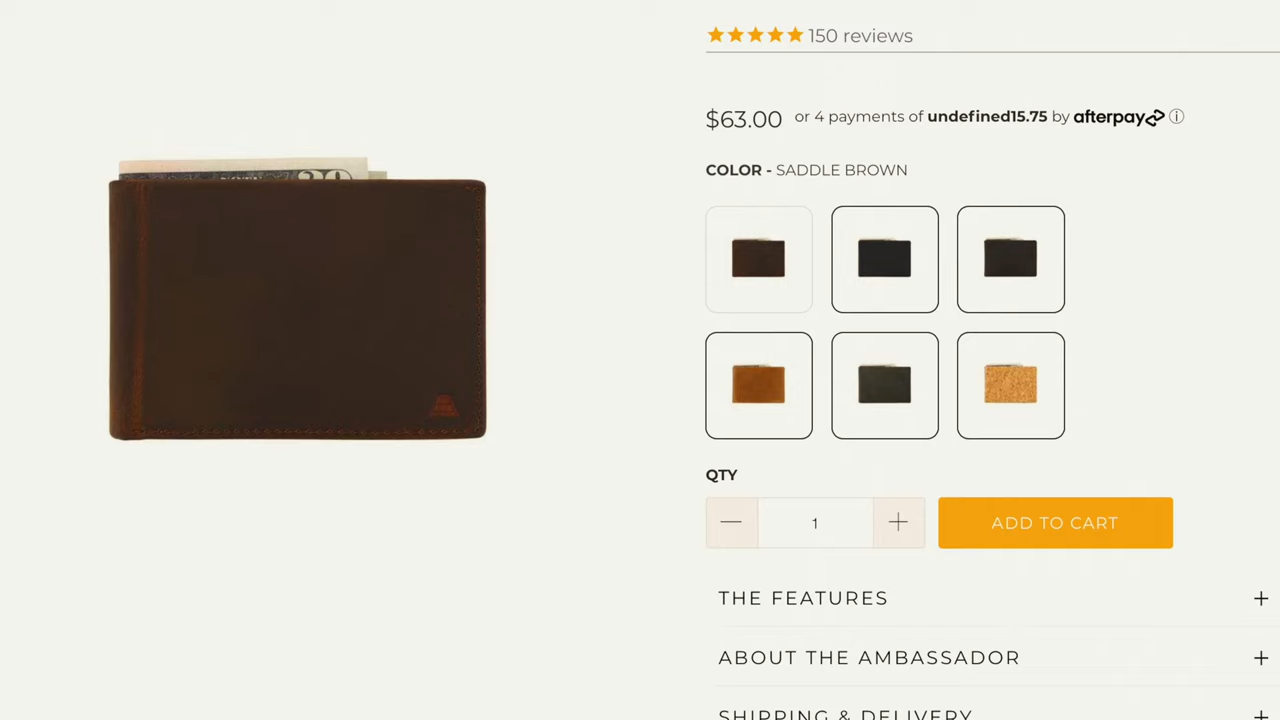 150 reviews
$63.00 or 4 payments of undefined15.75 by afterpay ⓘ
COLOR - SADDLE BROWN
QTY
1
ADD TO CART
THE FEATURES
ABOUT THE AMBASSADOR
SHIPPING & DELIVERY